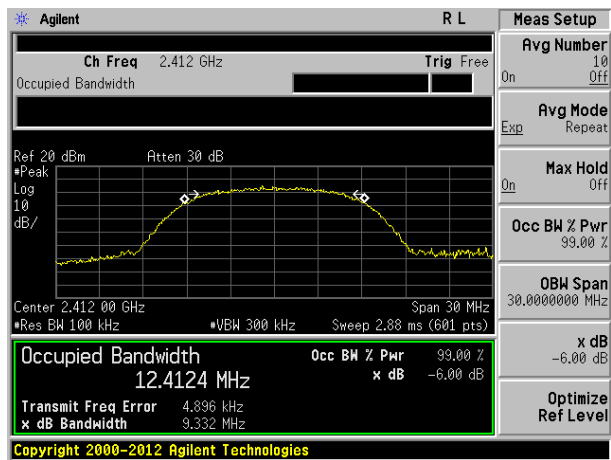 Agilent R L
Ch Freq 2.412 GHz Trig Free
Occupied Bandwidth
Ref 20 dBm Atten 30 dB
#Peak
Log
10
dB/
Center 2.412 00 GHz Span 30 MHz
#Res BW 100 kHz #VBW 300 kHz Sweep 2.88 ms (601 pts)
Occupied Bandwidth Occ BW % Pwr 99.00 %
12.4124 MHz x dB -6.00 dB
Transmit Freq Error 4.896 kHz
x dB Bandwidth 9.332 MHz
Copyright 2000-2012 Agilent Technologies
Meas Setup
Avg Number
10
On Off
Avg Mode
Exp Repeat
Max Hold
On Off
Occ BW % Pwr
99.00 %
OBW Span
30.0000000 MHz
x dB
-6.00 dB
Optimize
Ref Level